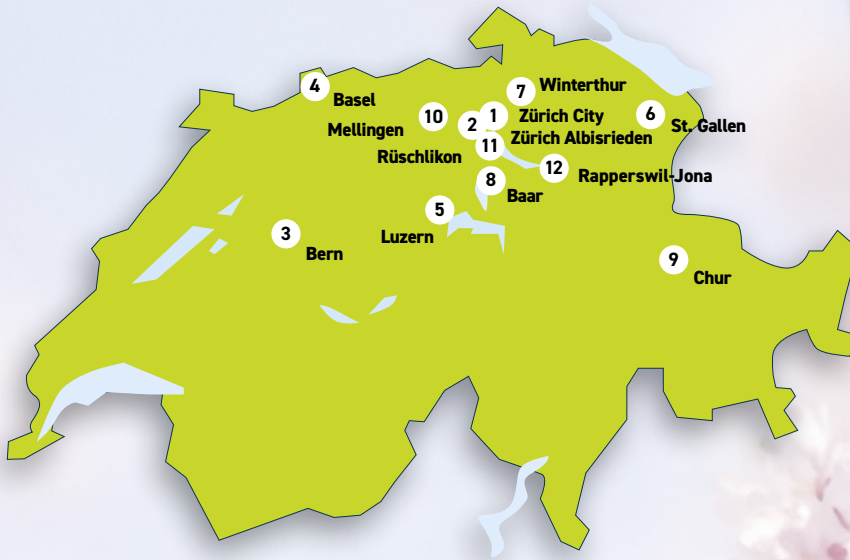 7 Winterthur
4 Basel
6 St. Gallen
1 Zürich City
10 Mellingen
2 Zürich Albisrieden
11 Rüschlikon
12 Rapperswil-Jona
8 Baar
5 Luzern
3 Bern
9 Chur